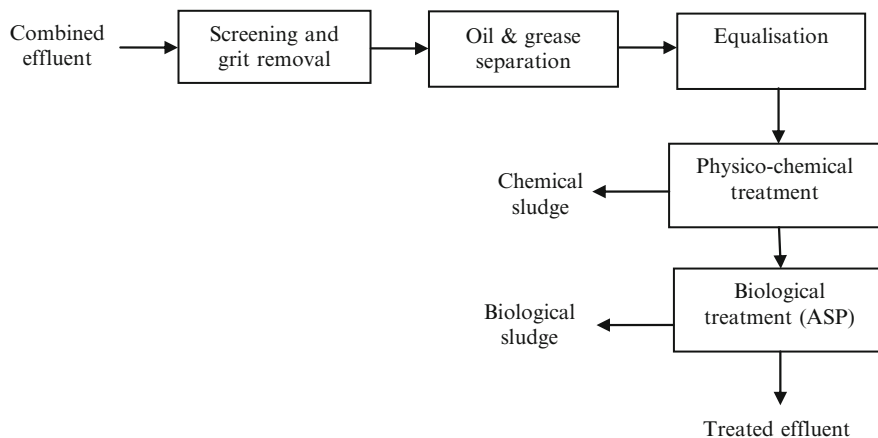 Combined
effluent
Screening and
grit removal
Oil & grease
separation
Equalisation
Physico-chemical
treatment
Chemical
sludge
Biological
treatment (ASP)
Biological
sludge
Treated effluent